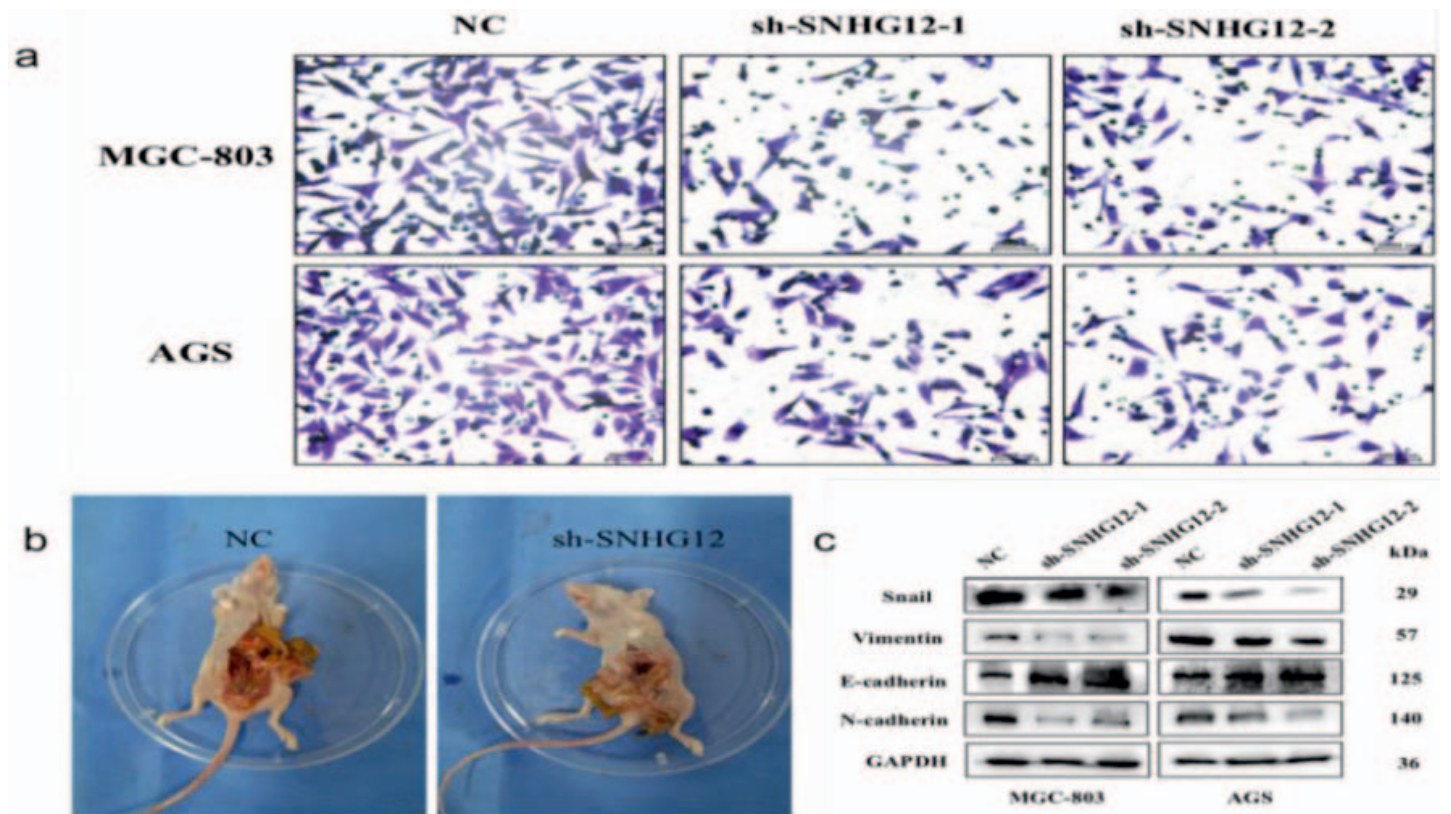 NC sh-SNHG12-1 sh-SNHG12-2
a
MGC-803
AGS
b
NC
sh-SNHG12
c
NC sh-SNHG12-1 sh-SNHG12-2 NC sh-SNHG12-1 sh-SNHG12-2 kDa
Snail 29
Vimentin 57
E-cadherin 125
N-cadherin 140
GAPDH 36
MGC-803 AGS